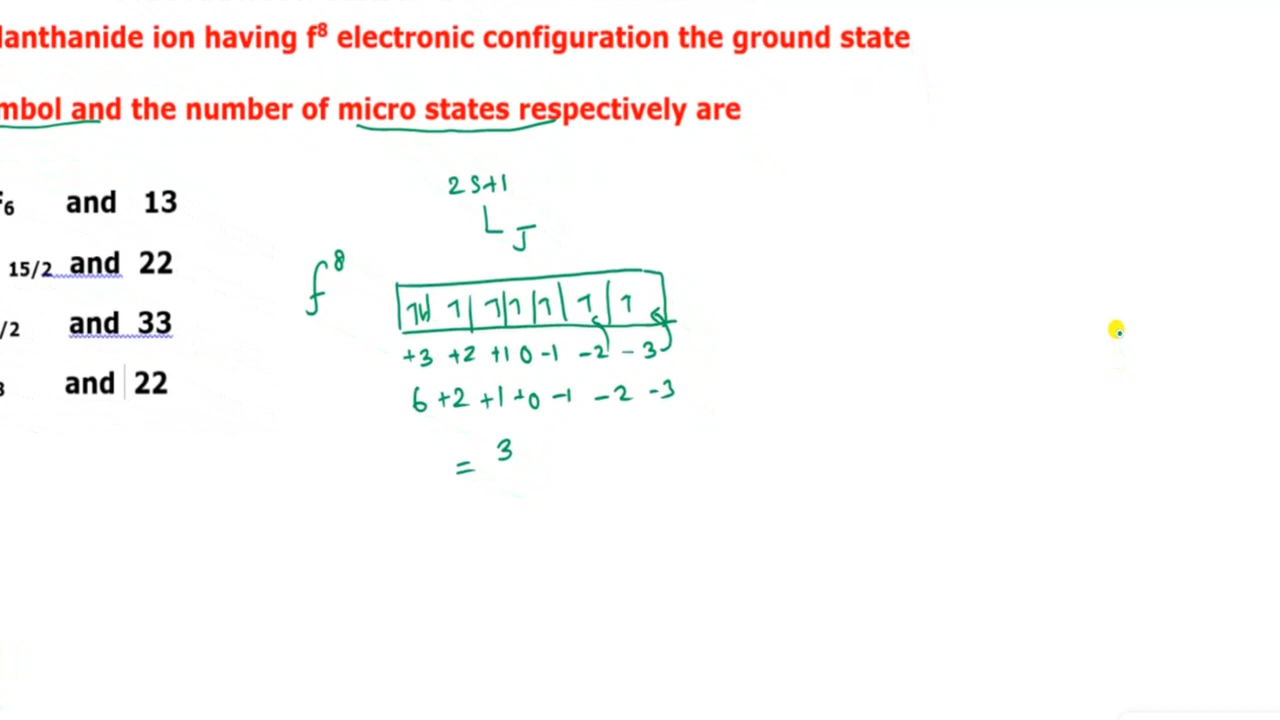 lanthanide ion having f⁸ electronic configuration the ground state
mbol and the number of micro states respectively are
F₆ and 13
15/2 and 22
/2 and 33
3 and 22
2S+1
L
J
f⁸
+3 +2 +1 0 -1 -2 -3
6 +2 +1 +0 -1 -2 -3
= 3